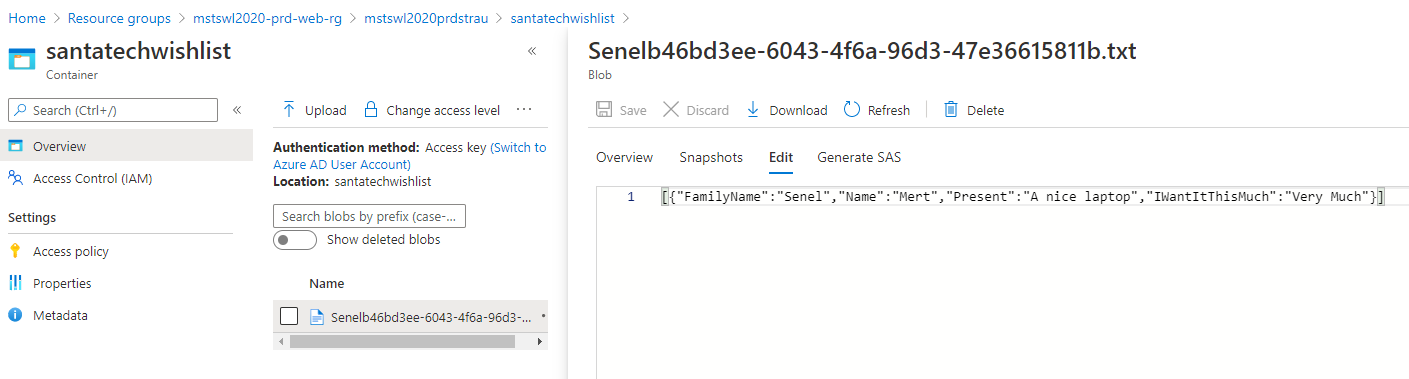 Home > Resource groups > mstswl2020-prd-web-rg > mstswl2020prdstrau > santatechwishlist >
santatechwishlist
Container
«
Search (Ctrl+/)
«
Overview
Access Control (IAM)
Settings
Access policy
Properties
Metadata
Upload
Change access level
···
Authentication method: Access key (Switch to
Azure AD User Account)
Location: santatechwishlist
Search blobs by prefix (case-...
Show deleted blobs
Name
Senelb46bd3ee-6043-4f6a-96d3-...
Senelb46bd3ee-6043-4f6a-96d3-47e36615811b.txt
Blob
Save
Discard
Download
Refresh
Delete
Overview
Snapshots
Edit
Generate SAS
1 [{"FamilyName":"Senel","Name":"Mert","Present":"A nice laptop","IWantItThisMuch":"Very Much"}]